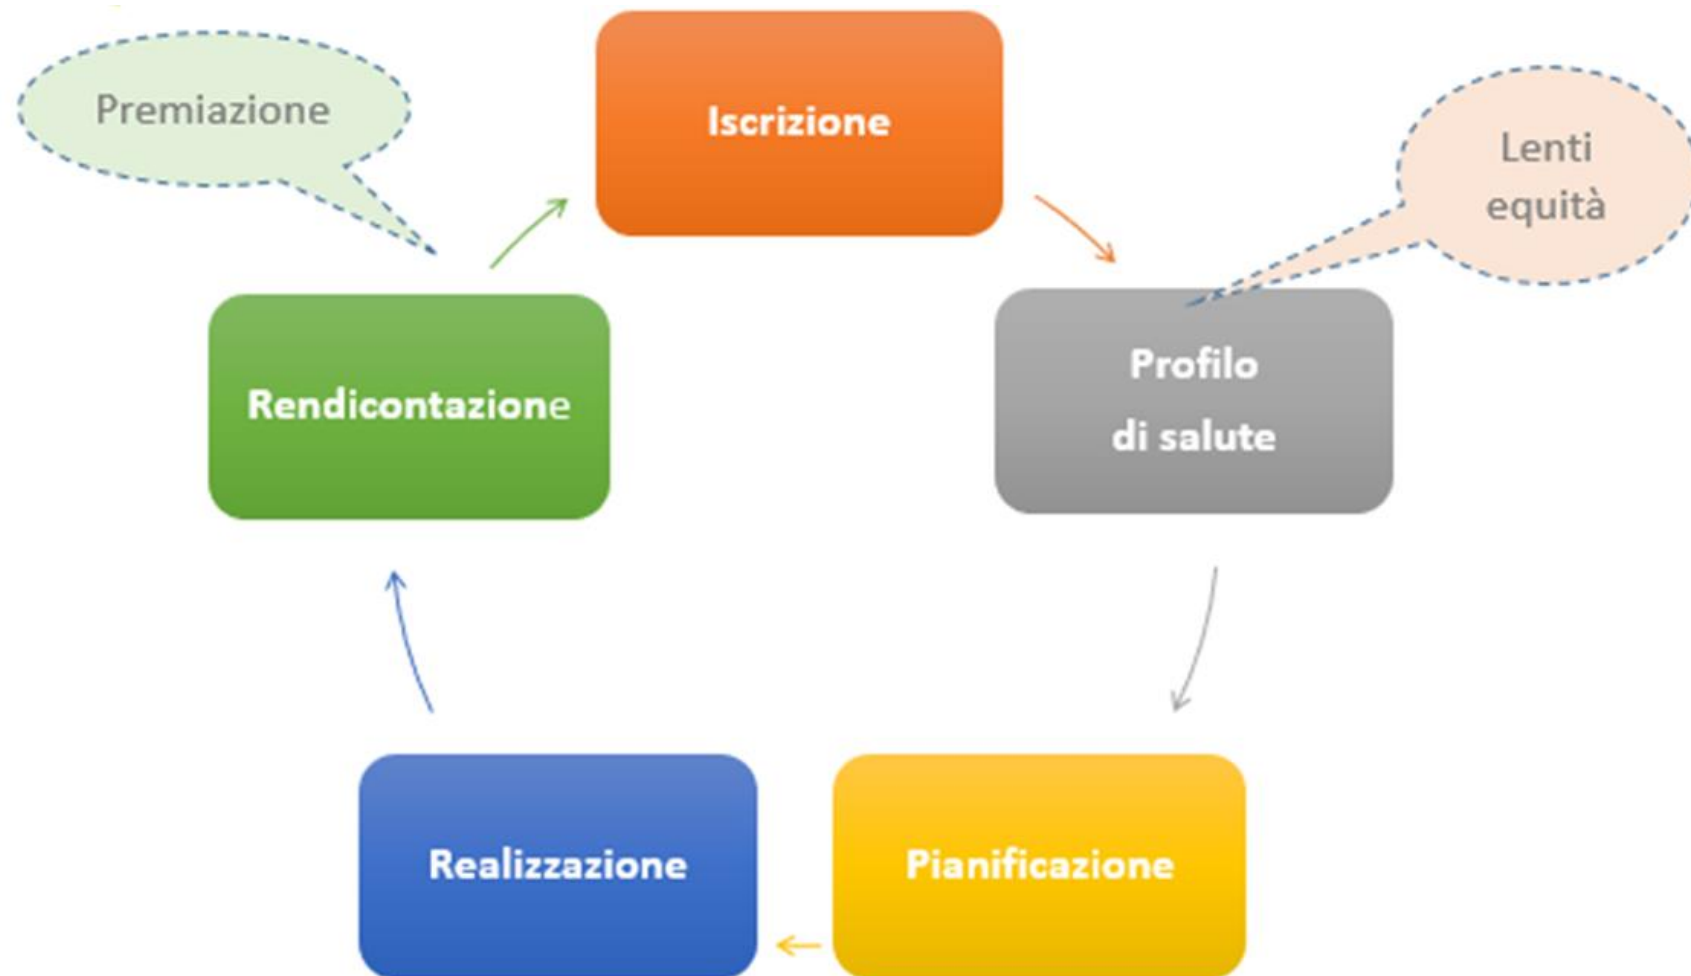 Premiazione
Iscrizione
Lenti
equità
Rendicontazione
Profilo
di salute
Realizzazione
Pianificazione